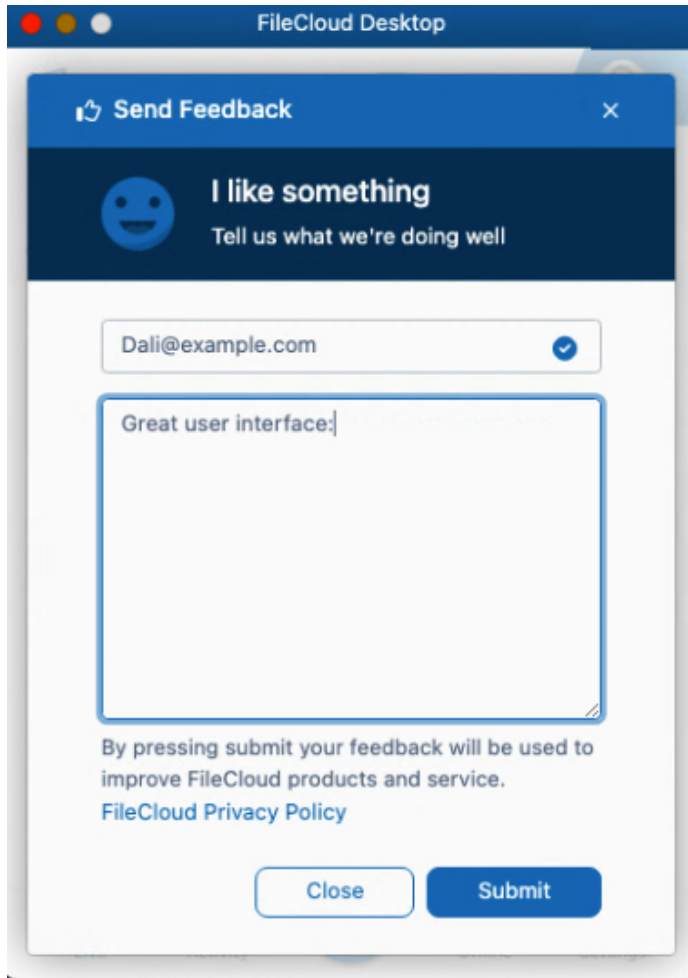 FileCloud Desktop
Send Feedback
I like something
Tell us what we're doing well
Dali@example.com
Great user interface:
By pressing submit your feedback will be used to
improve FileCloud products and service.
FileCloud Privacy Policy
Close Submit